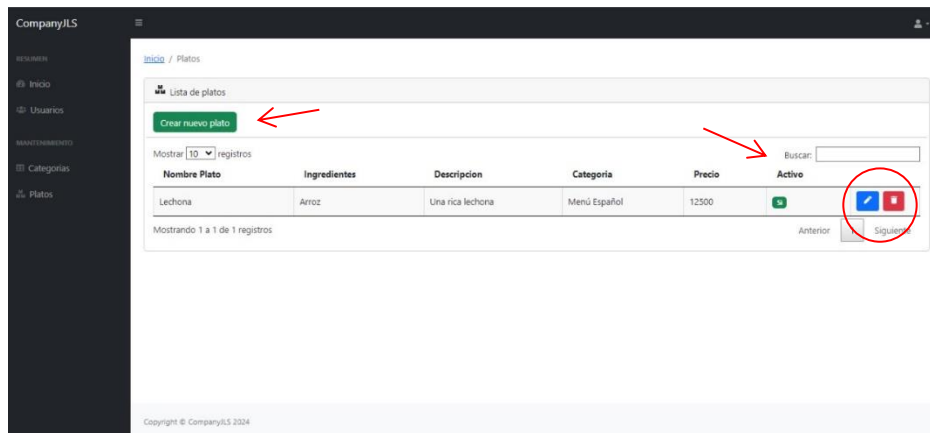 CompanyJLS
RESUMEN
Inicio
Usuarios
MANTENIMIENTO
Categorias
Platos
Inicio / Platos
Lista de platos
Crear nuevo plato
Mostrar 10 registros
Buscar:
Nombre Plato Ingredientes Descripcion Categoria Precio Activo
Lechona Arroz Una rica lechona Menú Español 12500 SI
Mostrando 1 a 1 de 1 registros
Anterior 1 Siguiente
Copyright © CompanyJLS 2024